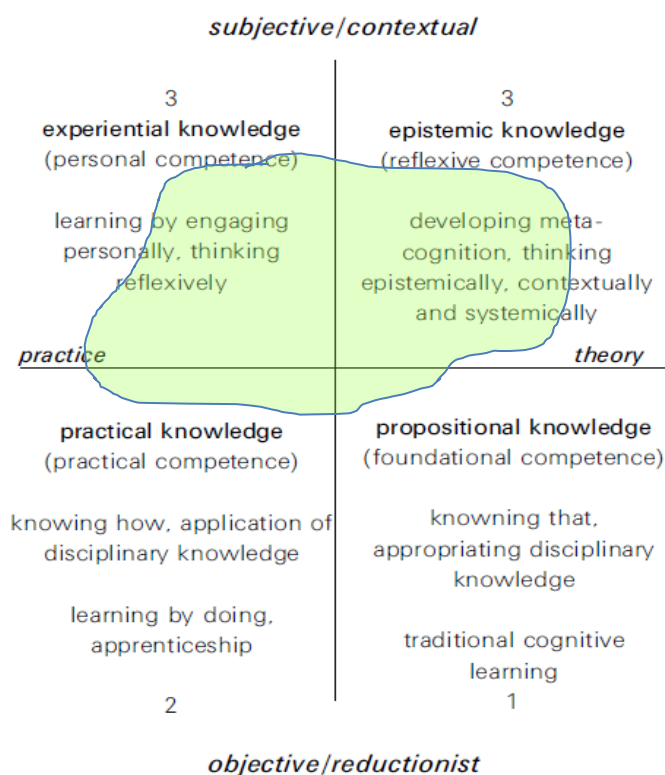 subjective/contextual
3
experiential knowledge
(personal competence)
learning by engaging
personally, thinking
reflexively
3
epistemic knowledge
(reflexive competence)
developing meta-
cognition, thinking
epistemically, contextually
and systemically
practice
theory
practical knowledge
(practical competence)
knowing how, application of
disciplinary knowledge
learning by doing,
apprenticeship
2
propositional knowledge
(foundational competence)
knowning that,
appropriating disciplinary
knowledge
traditional cognitive
learning
1
objective/reductionist